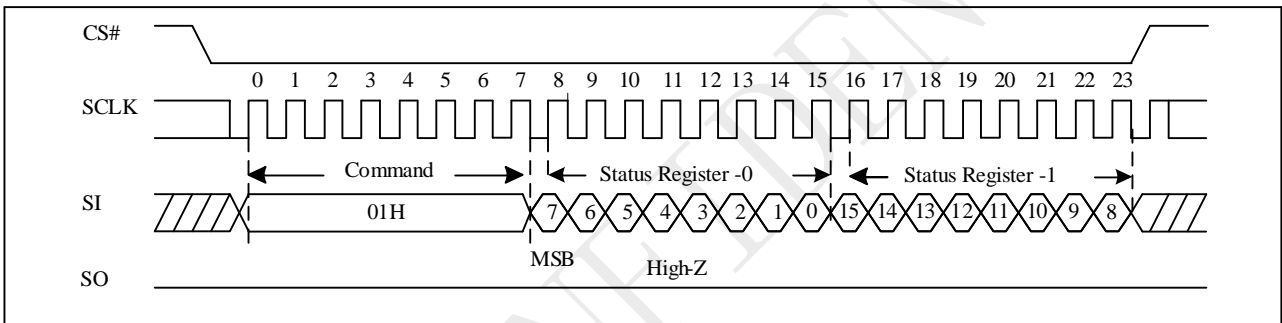 CS#
0 1 2 3 4 5 6 7 8 9 10 11 12 13 14 15 16 17 18 19 20 21 22 23
SCLK
Command Status Register -0 Status Register -1
SI 01H 7 6 5 4 3 2 1 0 15 14 13 12 11 10 9 8
MSB High-Z
SO